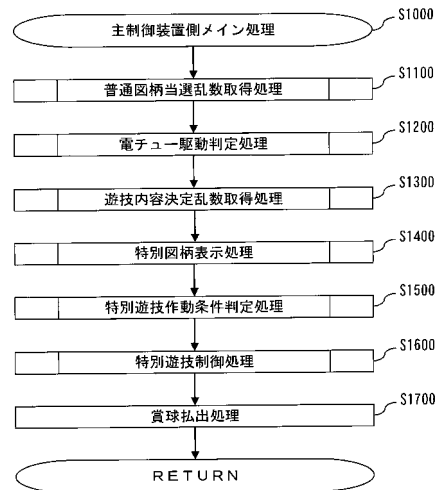 主制御装置側メイン処理
S1000
普通図柄当選乱数取得処理
S1100
電チュー駆動判定処理
S1200
遊技内容決定乱数取得処理
S1300
特別図柄表示処理
S1400
特別遊技作動条件判定処理
S1500
特別遊技制御処理
S1600
賞球払出処理
S1700
RETURN